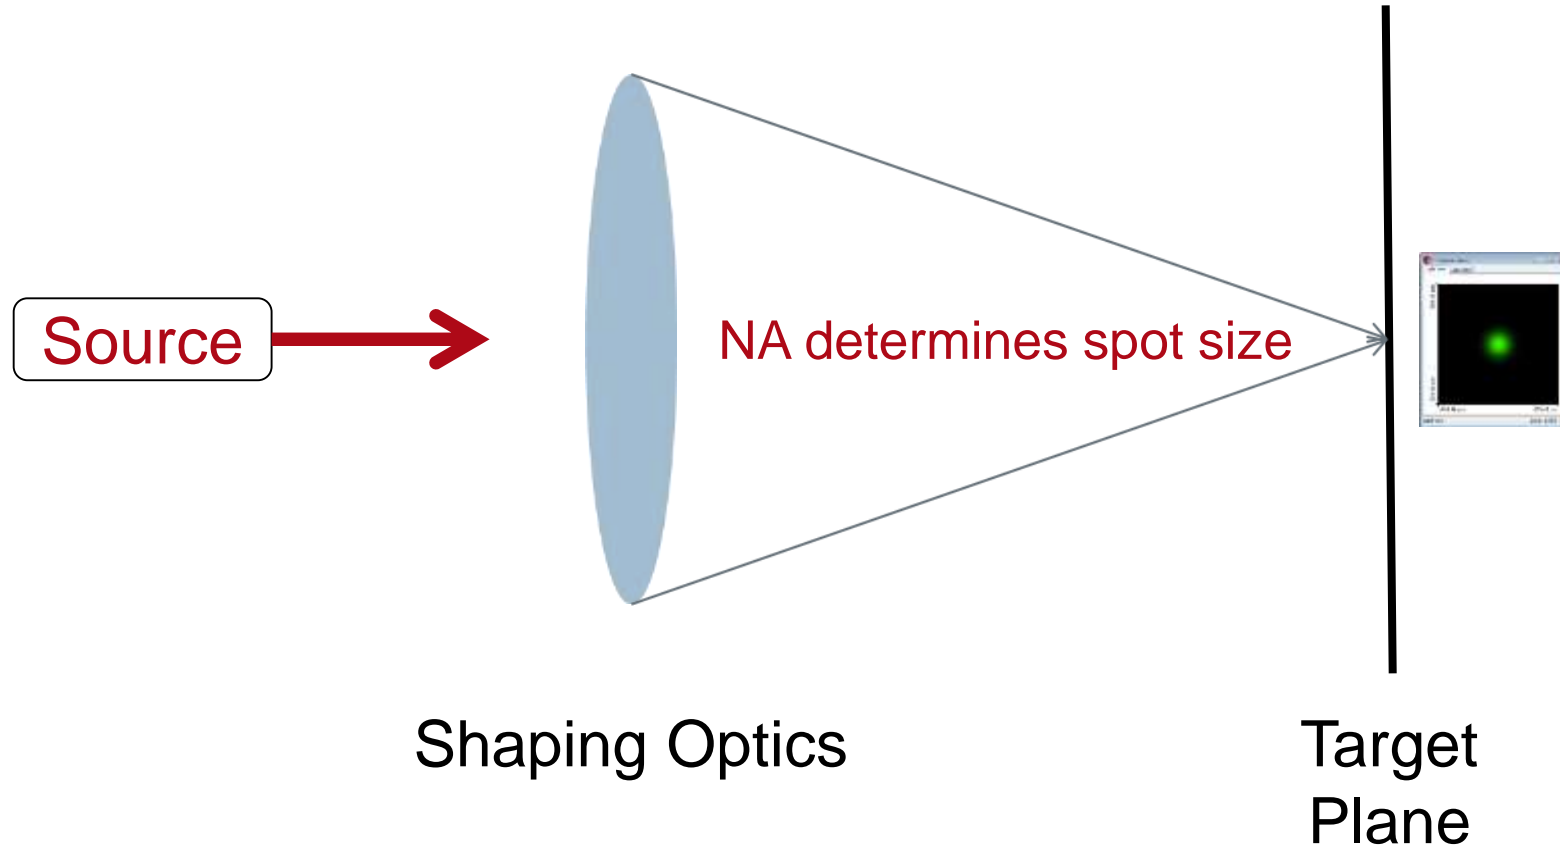 Source
NA determines spot size
Shaping Optics
Target
Plane